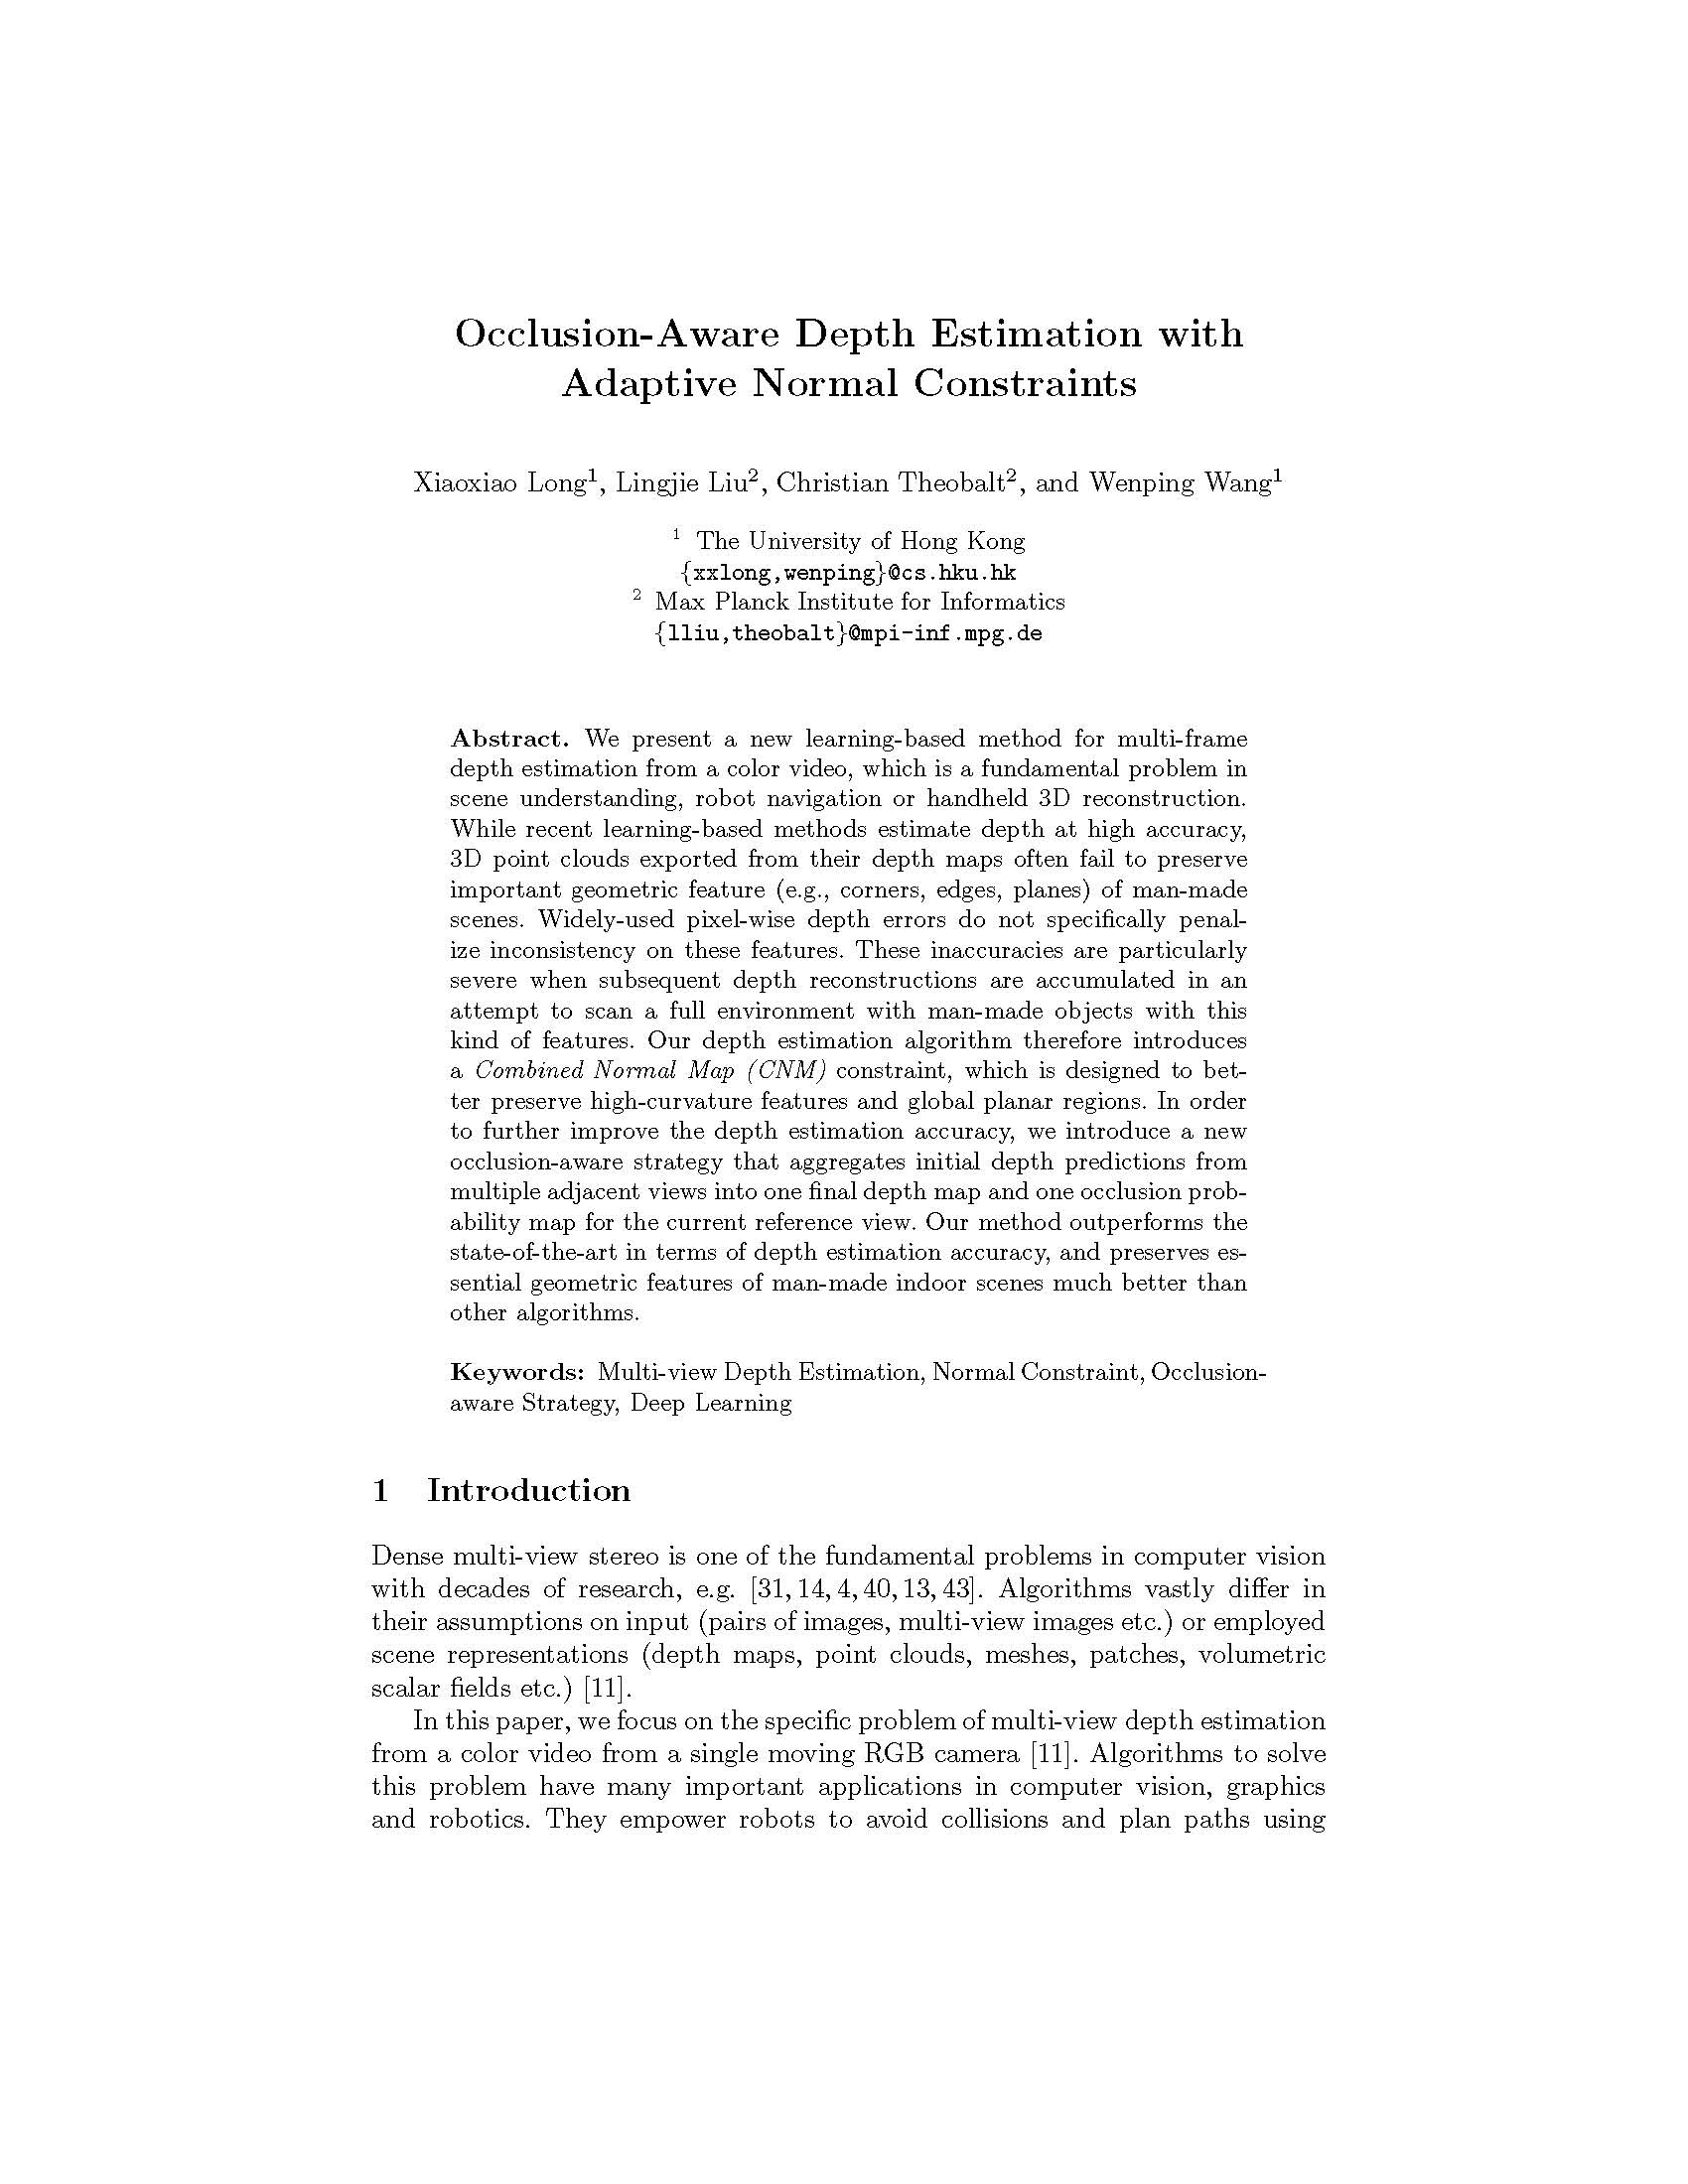 Occlusion-Aware Depth Estimation with
Adaptive Normal Constraints
Xiaoxiao Long1, Lingjie Liu2, Christian Theobalt2, and Wenping Wang1
1 The University of Hong Kong
{xxlong,wenping}@cs.hku.hk
2 Max Planck Institute for Informatics
{lliu,theobalt}@mpi-inf.mpg.de
Abstract. We present a new learning-based method for multi-frame
depth estimation from a color video, which is a fundamental problem in
scene understanding, robot navigation or handheld 3D reconstruction.
While recent learning-based methods estimate depth at high accuracy,
3D point clouds exported from their depth maps often fail to preserve
important geometric feature (e.g., corners, edges, planes) of man-made
scenes. Widely-used pixel-wise depth errors do not specifically penal-
ize inconsistency on these features. These inaccuracies are particularly
severe when subsequent depth reconstructions are accumulated in an
attempt to scan a full environment with man-made objects with this
kind of features. Our depth estimation algorithm therefore introduces
a Combined Normal Map (CNM) constraint, which is designed to bet-
ter preserve high-curvature features and global planar regions. In order
to further improve the depth estimation accuracy, we introduce a new
occlusion-aware strategy that aggregates initial depth predictions from
multiple adjacent views into one final depth map and one occlusion prob-
ability map for the current reference view. Our method outperforms the
state-of-the-art in terms of depth estimation accuracy, and preserves es-
sential geometric features of man-made indoor scenes much better than
other algorithms.
Keywords: Multi-view Depth Estimation, Normal Constraint, Occlusion-
aware Strategy, Deep Learning
1 Introduction
Dense multi-view stereo is one of the fundamental problems in computer vision
with decades of research, e.g. [31, 14, 4, 40, 13, 43]. Algorithms vastly differ in
their assumptions on input (pairs of images, multi-view images etc.) or employed
scene representations (depth maps, point clouds, meshes, patches, volumetric
scalar fields etc.) [11].
In this paper, we focus on the specific problem of multi-view depth estimation
from a color video from a single moving RGB camera [11]. Algorithms to solve
this problem have many important applications in computer vision, graphics
and robotics. They empower robots to avoid collisions and plan paths using